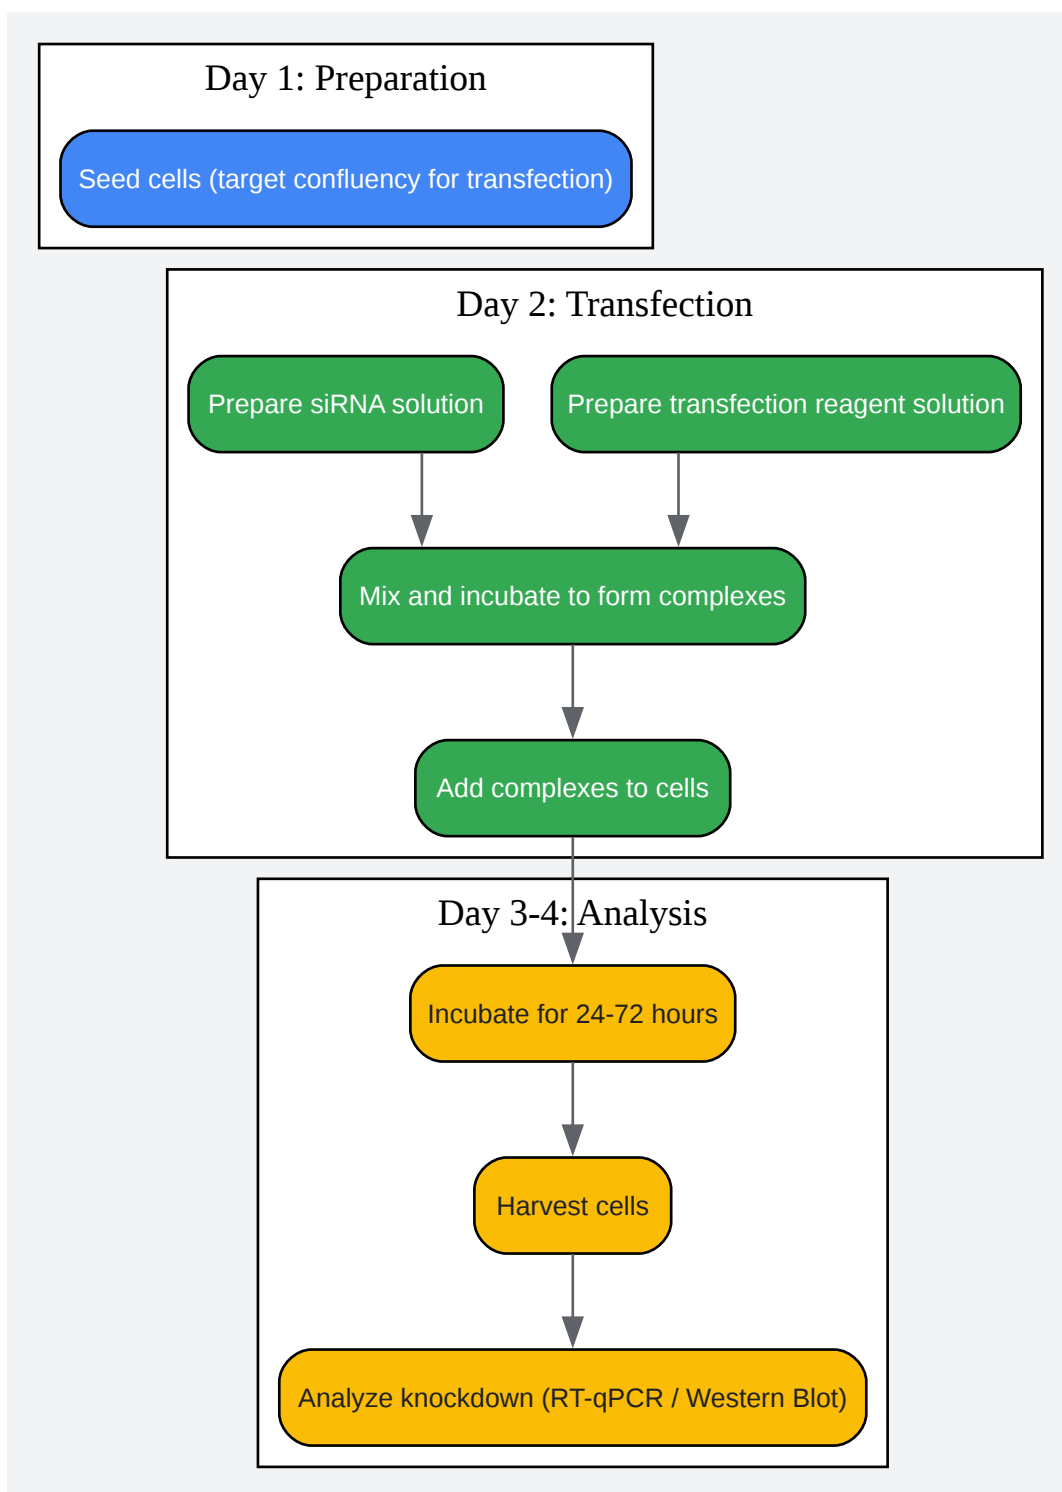 Day 1: Preparation
Seed cells (target confluency for transfection)
Day 2: Transfection
Prepare siRNA solution
Prepare transfection reagent solution
Mix and incubate to form complexes
Add complexes to cells
Day 3-4: Analysis
Incubate for 24-72 hours
Harvest cells
Analyze knockdown (RT-qPCR / Western Blot)